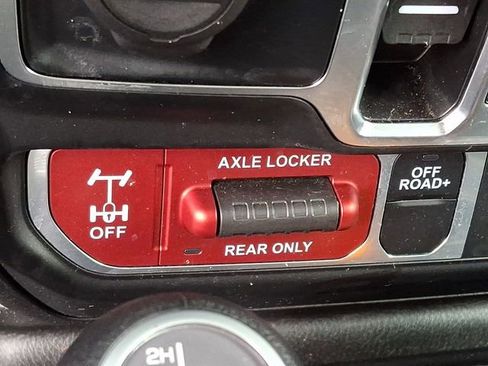 AXLE LOCKER
OFF
ROAD+
OFF
REAR ONLY
2H